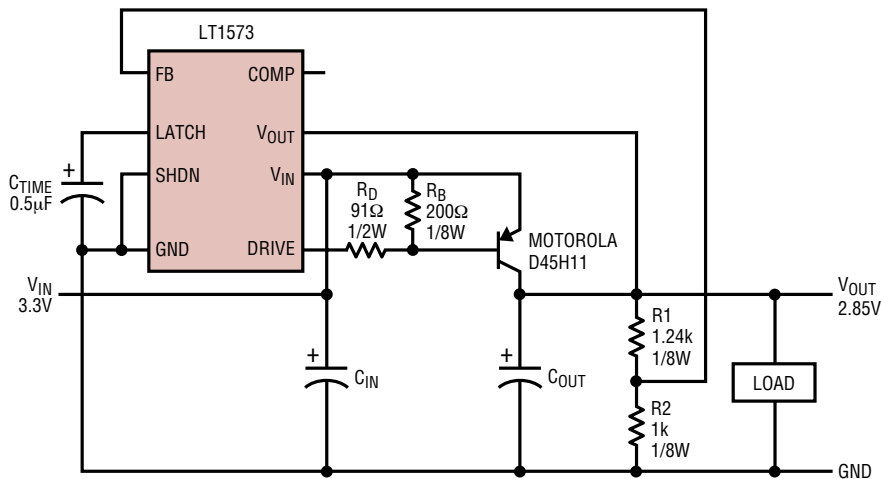 LT1573
FB
COMP
LATCH
VOUT
SHDN
VIN
GND
DRIVE
+
CTIME
0.5µF
RD
91Ω
1/2W
RB
200Ω
1/8W
MOTOROLA
D45H11
VIN
3.3V
VOUT
2.85V
+
CIN
+
COUT
R1
1.24k
1/8W
R2
1k
1/8W
LOAD
GND